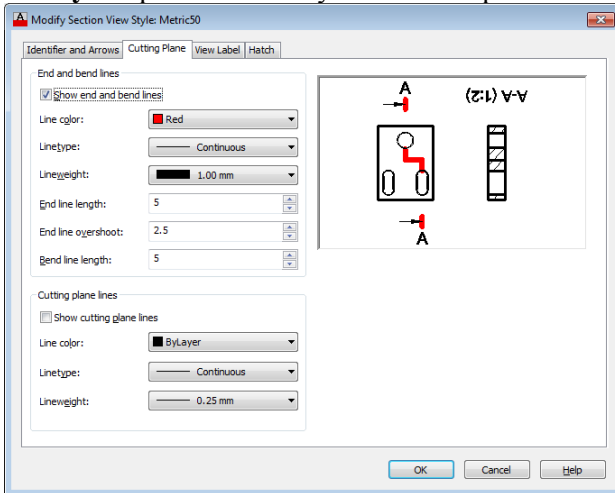 Modify Section View Style: Metric50
Identifier and Arrows Cutting Plane View Label Hatch
End and bend lines
Show end and bend lines
Line color: Red
Linetype: Continuous
Lineweight: 1.00 mm
End line length: 5
End line overshoot: 2.5
Bend line length: 5
Cutting plane lines
Show cutting plane lines
Line color: ByLayer
Linetype: Continuous
Lineweight: 0.25 mm
A
A-A (1:2)
A
OK Cancel Help